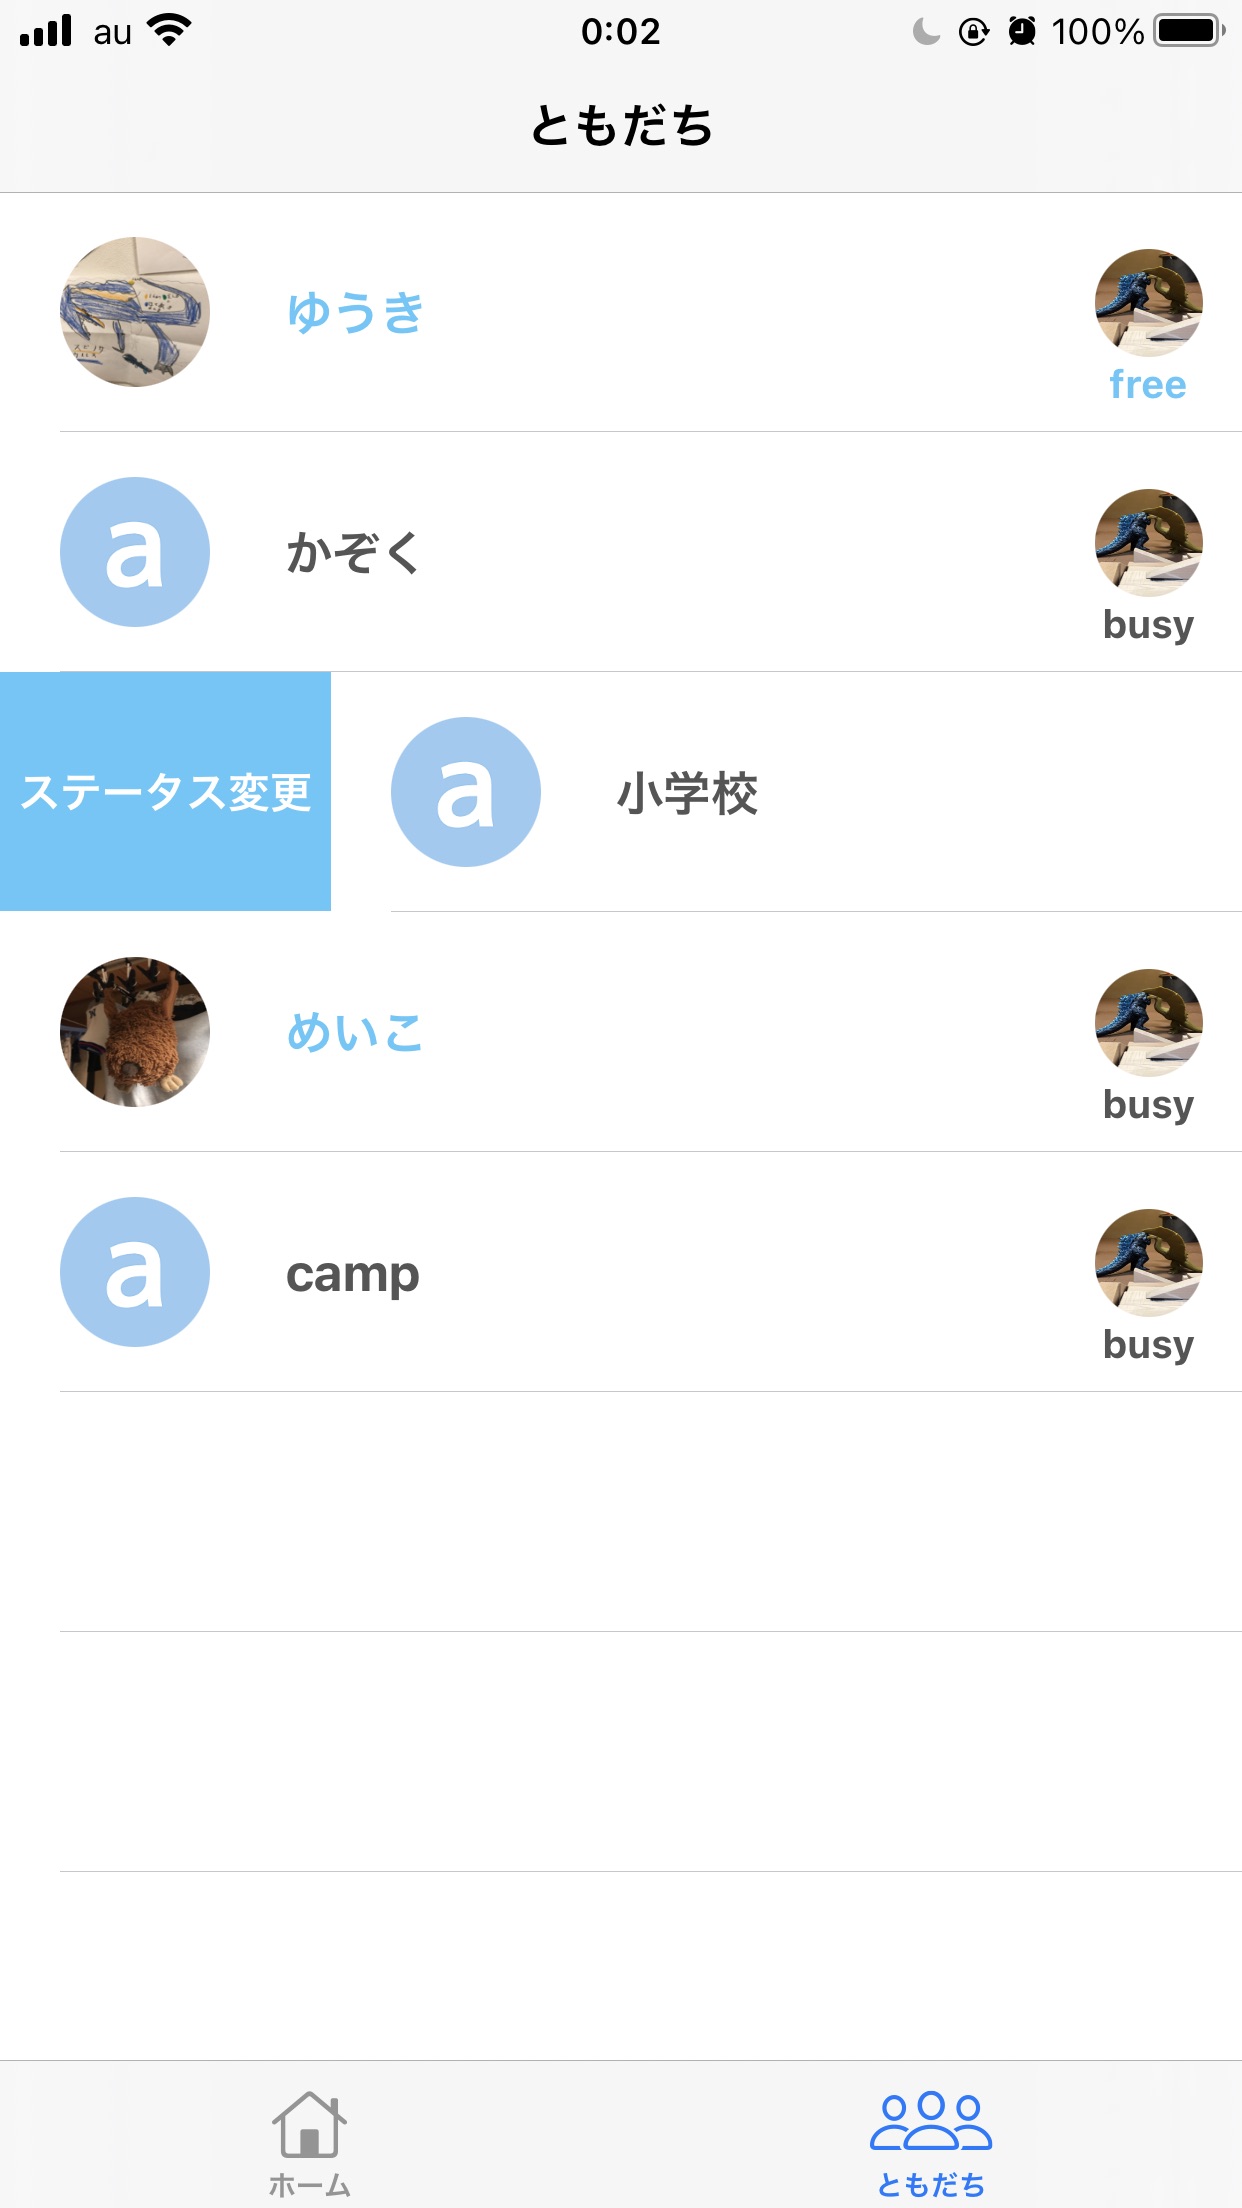 au 0:02 100%
ともだち
ゆうき
free
a かぞく
busy
ステータス変更 a 小学校
めいこ
busy
a camp
busy
ホーム ともだち